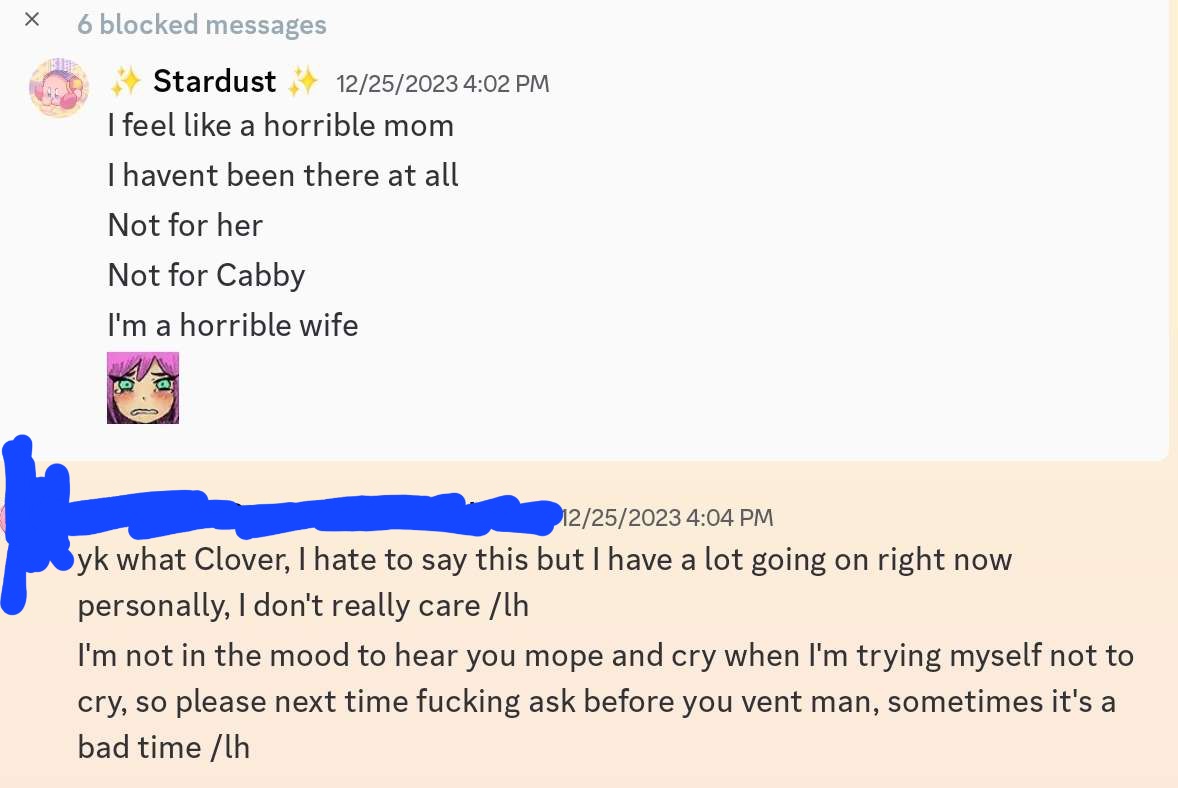 6 blocked messages
✨ Stardust ✨ 12/25/2023 4:02 PM
I feel like a horrible mom
I havent been there at all
Not for her
Not for Cabby
I'm a horrible wife
12/25/2023 4:04 PM
yk what Clover, I hate to say this but I have a lot going on right now
personally, I don't really care /lh
I'm not in the mood to hear you mope and cry when I'm trying myself not to
cry, so please next time fucking ask before you vent man, sometimes it's a
bad time /lh